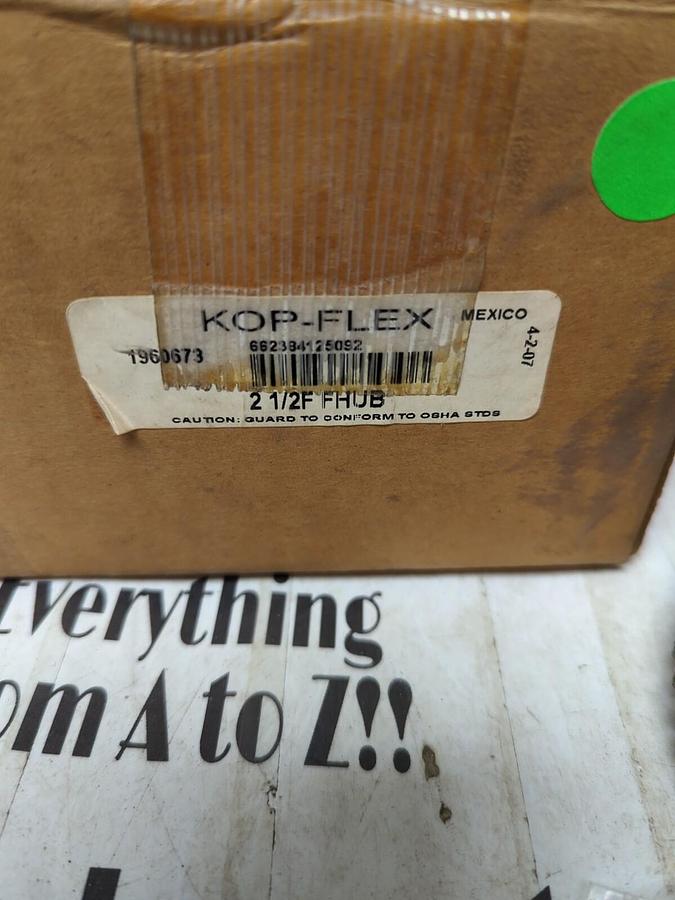 KOP-FLEX MEXICO
4-2-07
662384125092
1960673
2 1/2F FHUB
CAUTION: GUARD TO CONFORM TO OSHA STDS
Everything
om A to Z!!